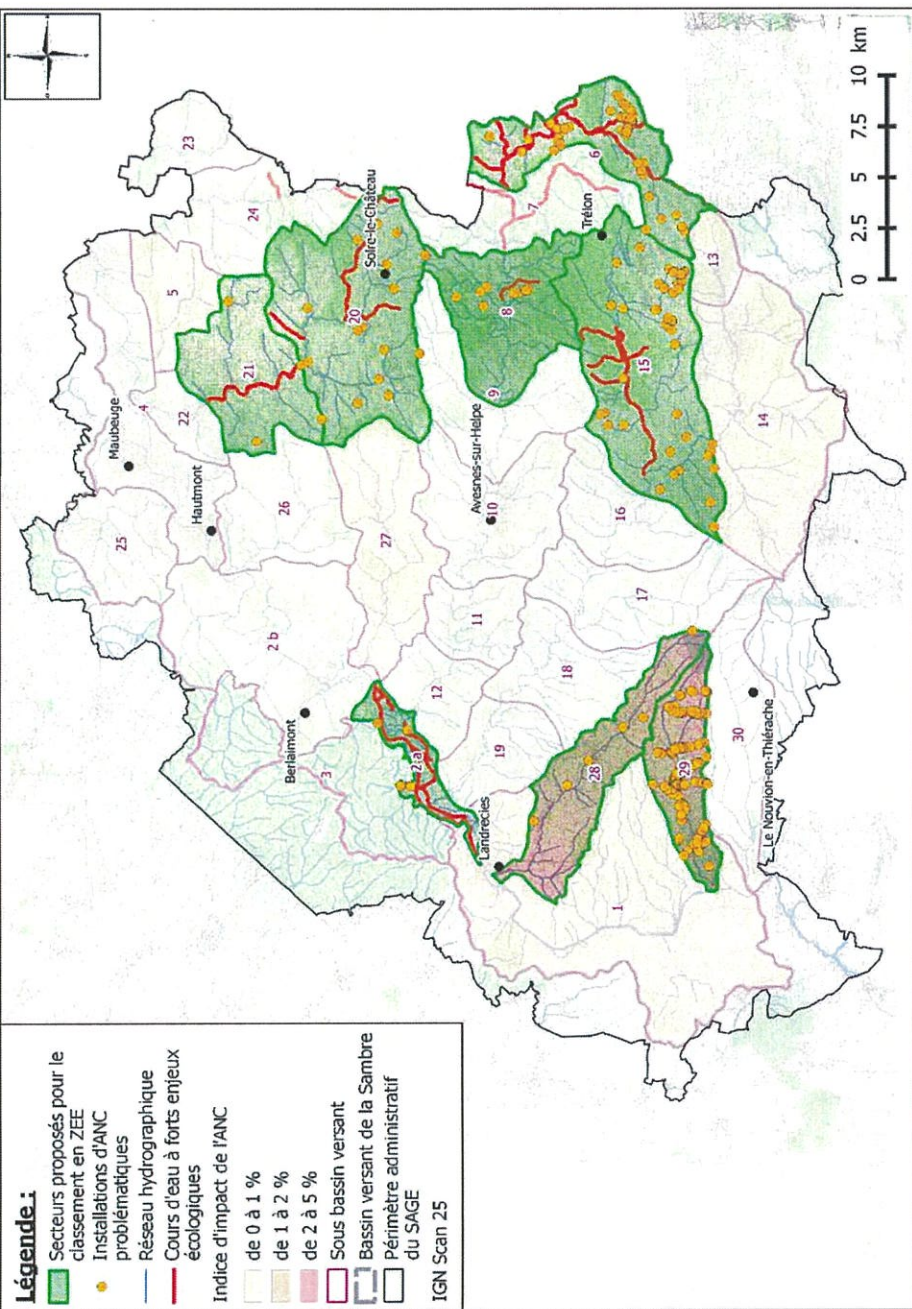 Légende :
Secteurs proposés pour le
classement en ZEE
Installations d'ANC
problématiques
Réseau hydrographique
Cours d'eau à forts enjeux
écologiques
Indice d'impact de l'ANC
de 0 à 1 %
de 1 à 2 %
de 2 à 5 %
Sous bassin versant
Bassin versant de la Sambre
Périmètre administratif
du SAGE
IGN Scan 25
23
24
5
4
Maubeuge
25
22
Hautmont
21
Solre-le-Château
20
26
2 b
27
Berlaimont
3
7
6
Trélon
8
9
Avesnes-sur-Helpe
10
11
12
2 a
13
15
14
16
17
18
19
Landrecies
28
29
1
30
Le Nouvion-en-Thiérache
0 2.5 5 7.5 10 km